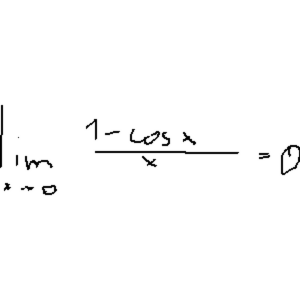 lim 1 - cos x / x = 0
x → 0